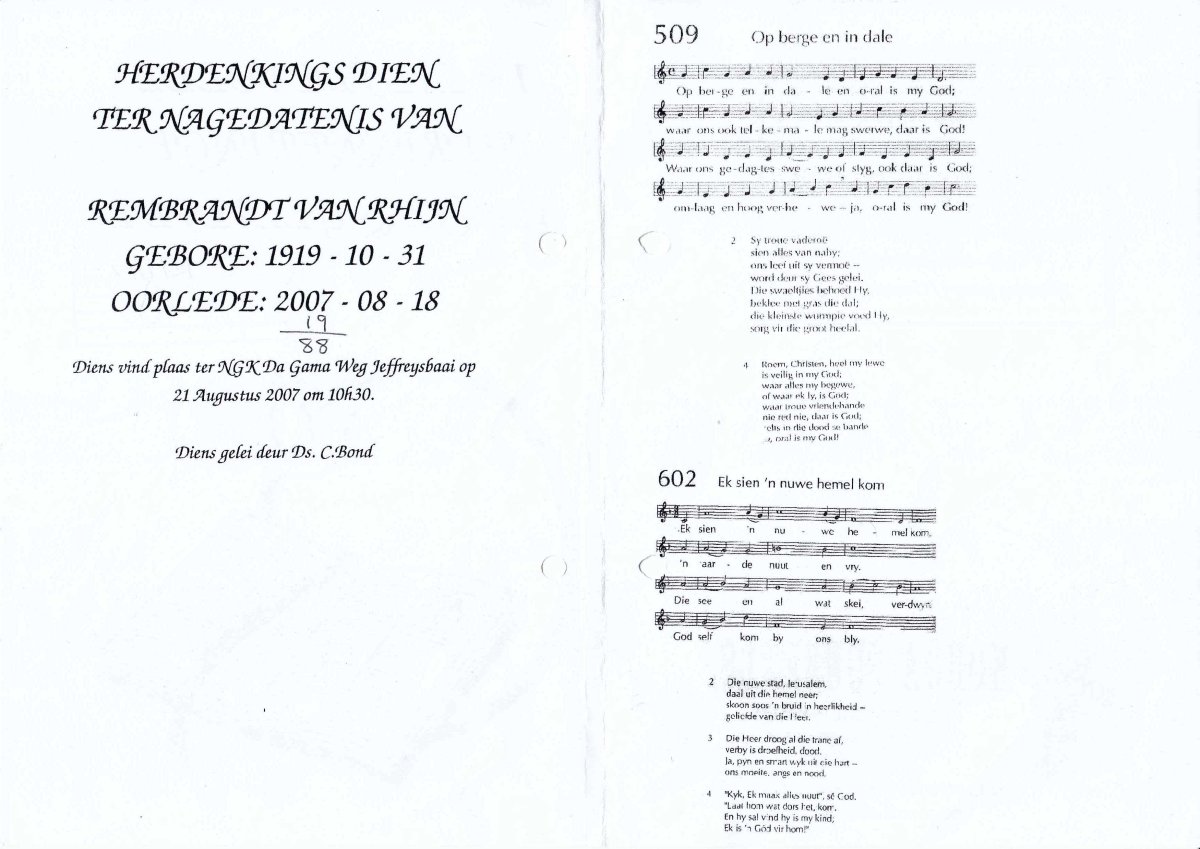 HERDENKINGS DIEN
TER NAGEDATENIS VAN
REMBRANDT VAN RHIJN
GEBORE: 1919 - 10 - 31
OORLEDE: 2007 - 08 - 18
19
88
Diens vind plaas ter NGK Da Gama Weg Jeffreysbaai op
21 Augustus 2007 om 10h30.
Diens gelei deur Ds. C.Bond
509 Op berge en in dale
Op ber-ge en in da - le en o-ral is my God;
waar ons ook tel - ke - ma - le mag swerwe, daar is God!
Waar ons ge-dag-tes swe - we of styg, ook daar is God;
om-laag en hoog ver-he - we – ja, o-ral is my God!
2 Sy troue vaderoë
sien alles van naby;
ons leef uit sy vermoë –
word deur sy Gees gelei.
Die swaeltjies behoed Hy,
beklee met gras die dal;
die kleinste wurmpie voed Hy,
sorg vir die groot heelal.
4 Roem, Christen, heel my lewe
is veilig in my God;
waar alles my begewe,
of waar ek ly, is God;
waar troue vriendehande
nie red nie, daar is God;
selfs in die dood se bande
ja, oral is my God!
602 Ek sien 'n nuwe hemel kom
Ek sien 'n nu - we he - mel kom,
'n aar - de nuut en vry.
Die see en al wat skei, ver-dwyn:
God self kom by ons bly.
2 Die nuwe stad, Jerusalem,
daal uit die hemel neer;
skoon soos 'n bruid in heerlikheid –
geliefde van die Heer.
3 Die Heer droog al die trane af,
verby is droefheid, dood.
Ja, pyn en smart wyk uit die hart –
ons moeite, angs en nood.
4 "Kyk, Ek maak alles nuut", sê God.
"Laat hom wat dors het, kom.
En hy sal vind hy is my kind;
Ek is 'n God vir hom!"